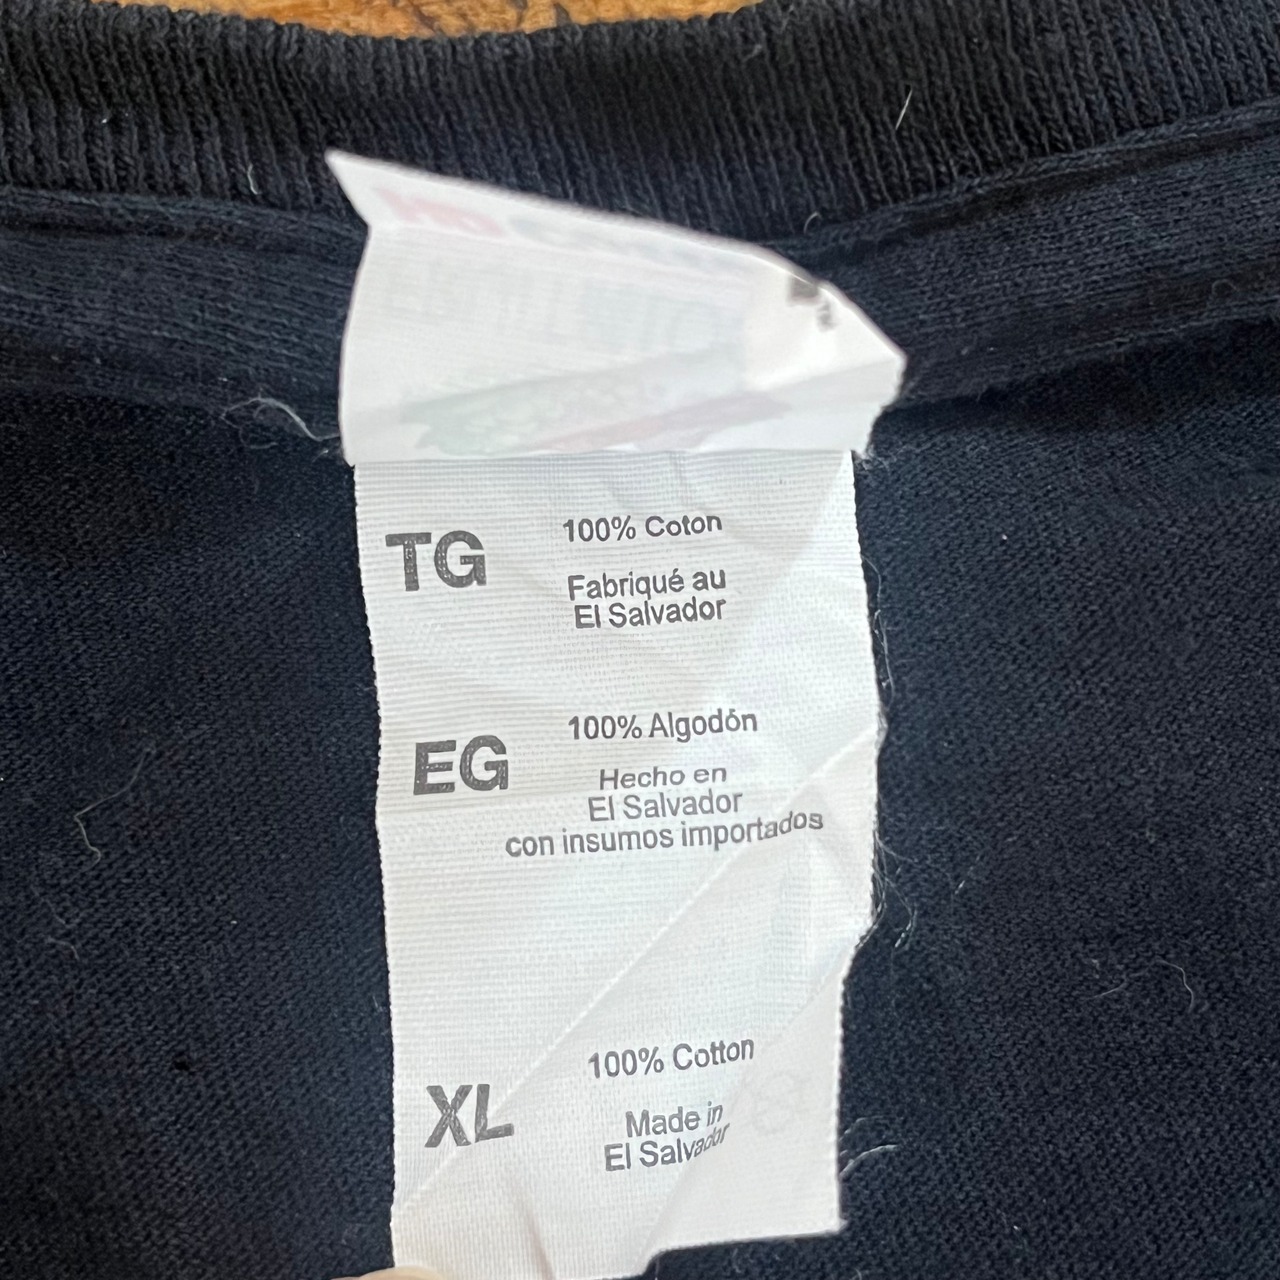 TG
100% Coton
Fabriqué au
El Salvador
EG
100% Algodón
Hecho en
El Salvador
con insumos importados
XL
100% Cotton
Made in
El Salvador